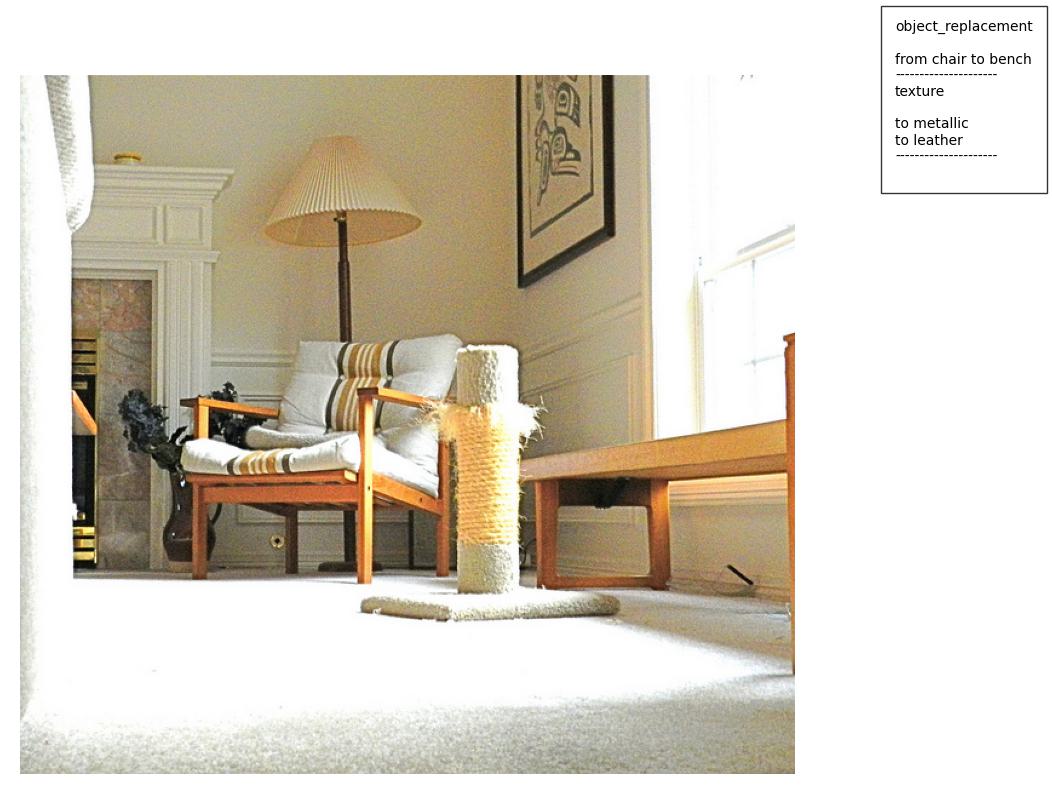 object_replacement
from chair to bench
---------------------
texture
to metallic
to leather
---------------------